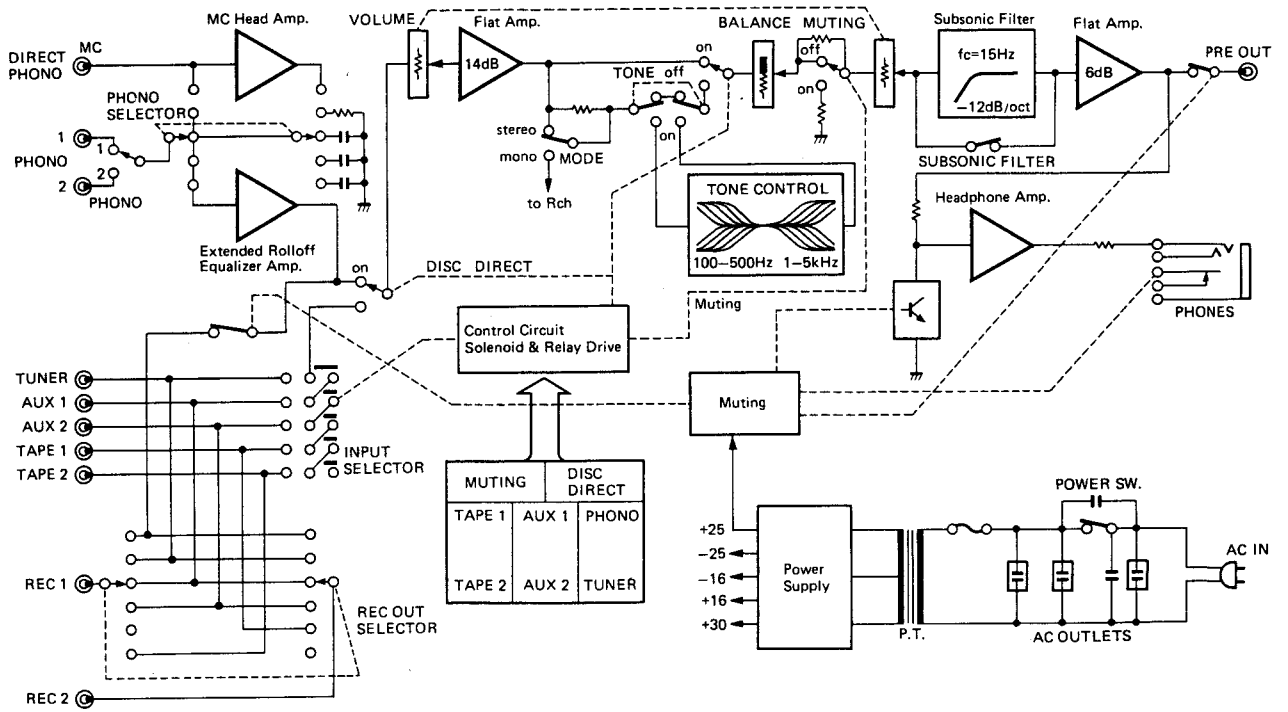 MC Head Amp.
VOLUME
Flat Amp.
BALANCE MUTING
Subsonic Filter
Flat Amp.
DIRECT
PHONO
MC
14dB
on
off
fc=15Hz
−12dB/oct
6dB
PRE OUT
TONE off
on
PHONO
SELECTOR
1
PHONO
2
1
2
PHONO
stereo
mono
MODE
to Rch
on
SUBSONIC FILTER
TONE CONTROL
100−500Hz 1−5kHz
Headphone Amp.
Extended Rolloff
Equalizer Amp.
on
DISC DIRECT
Muting
PHONES
Control Circuit
Solenoid & Relay Drive
TUNER
AUX 1
AUX 2
TAPE 1
TAPE 2
INPUT
SELECTOR
Muting
MUTING
DISC
DIRECT
TAPE 1
AUX 1
PHONO
TAPE 2
AUX 2
TUNER
POWER SW.
+25
−25
−16
+16
+30
Power
Supply
P.T.
AC IN
AC OUTLETS
REC 1
REC OUT
SELECTOR
REC 2